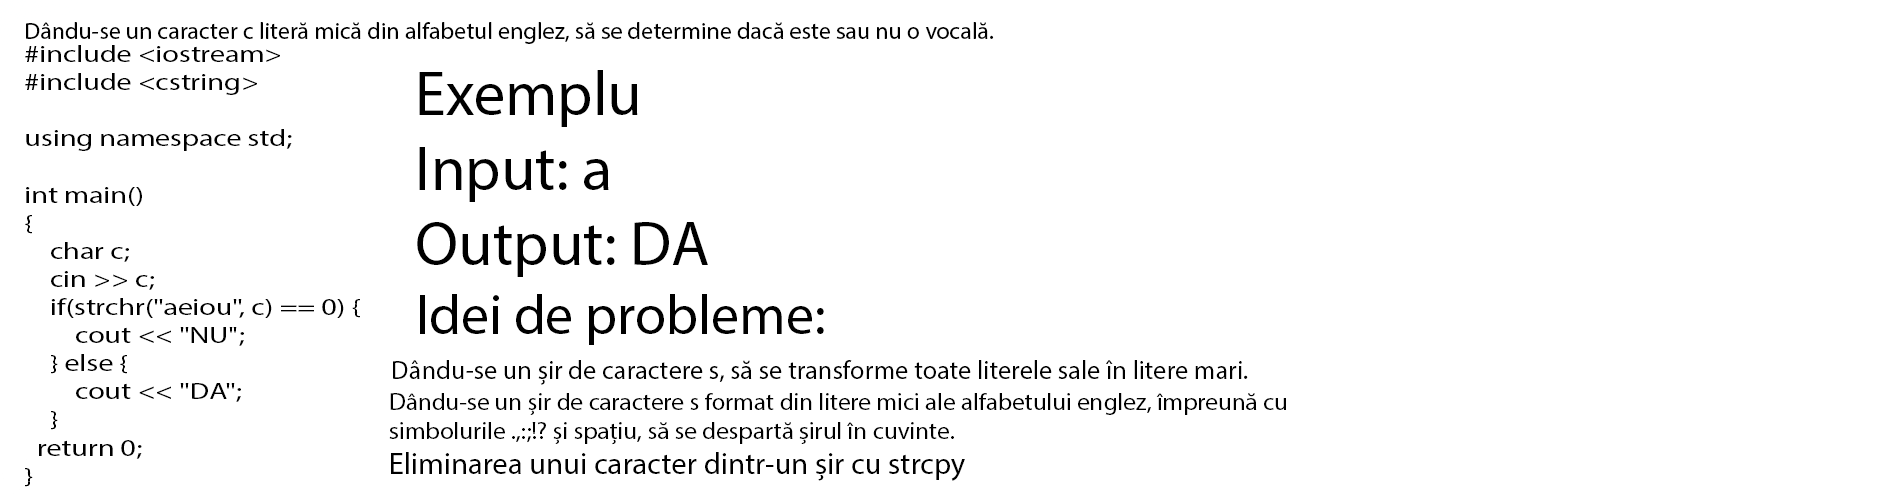 Dându-se un caracter c literă mică din alfabetul englez, să se determine dacă este sau nu o vocală.
#include <iostream>
#include <cstring>
using namespace std;
int main()
{
char c;
cin >> c;
if(strchr("aeiou", c) == 0) {
cout << "NU";
} else {
cout << "DA";
}
return 0;
}
Exemplu
Input: a
Output: DA
Idei de probleme:
Dându-se un șir de caractere s, să se transforme toate literele sale în litere mari.
Dându-se un șir de caractere s format din litere mici ale alfabetului englez, împreună cu
simbolurile .,:;!? și spațiu, să se despartă șirul în cuvinte.
Eliminarea unui caracter dintr-un șir cu strcpy